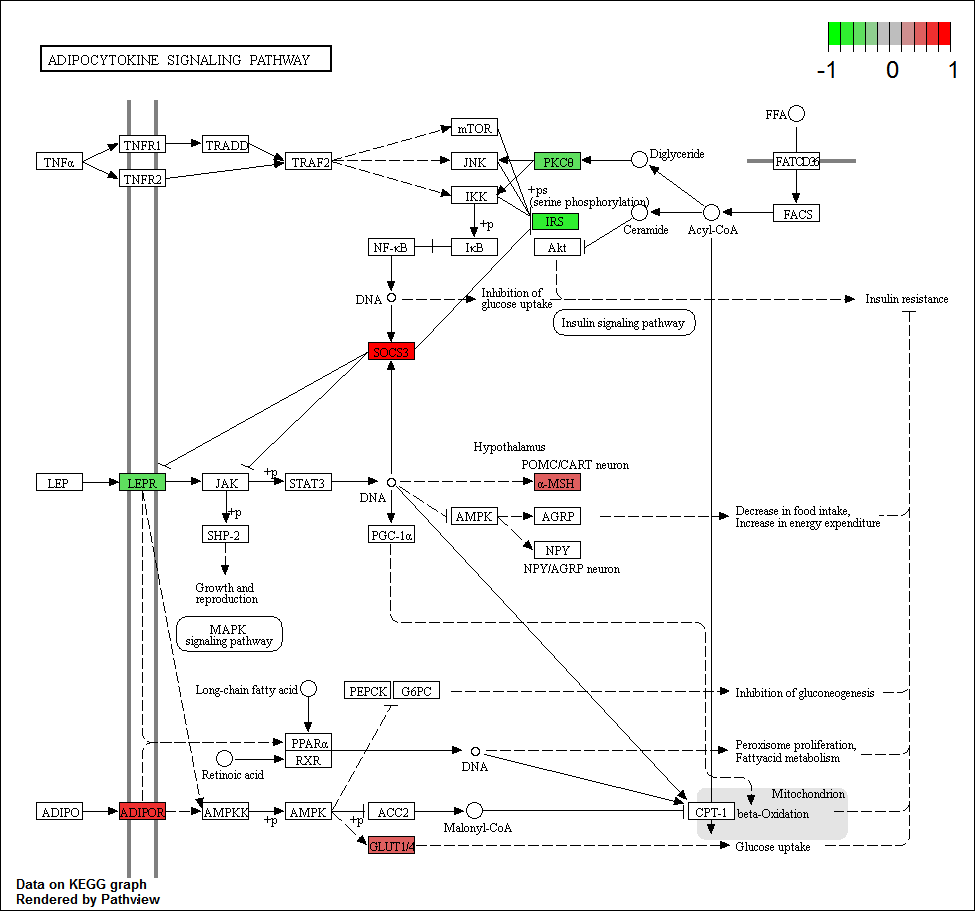 ADIPOCYTOKINE SIGNALING PATHWAY
-1 0 1
FFA
TNFα
TNFR1
TNFR2
TRADD
TRAF2
mTOR
JNK
IKK
PKCθ
Diglyceride
FATCD36
+ps
(serine phosphorylation)
IRS
Ceramide
Acyl-CoA
FACS
+p
NF-κB
IκB
Akt
DNA
Inhibition of
glucose uptake
Insulin resistance
Insulin signaling pathway
SOCS3
Hypothalamus
POMC/CART neuron
LEP
LEPR
JAK
+p
STAT3
DNA
α-MSH
+p
SHP-2
PGC-1α
AMPK
AGRP
NPY
NPY/AGRP neuron
Decrease in food intake,
Increase in energy expenditure
Growth and
reproduction
MAPK
signaling pathway
Long-chain fatty acid
PEPCK
G6PC
Inhibition of gluconeogenesis
PPARα
RXR
Retinoic acid
DNA
Peroxisome proliferation,
Fattyacid metabolism
Mitochondrion
ADIPO
ADIPOR
AMPKK
+p
AMPK
+p
ACC2
Malonyl-CoA
CPT-1
beta-Oxidation
GLUT1/4
Glucose uptake
Data on KEGG graph
Rendered by Pathview